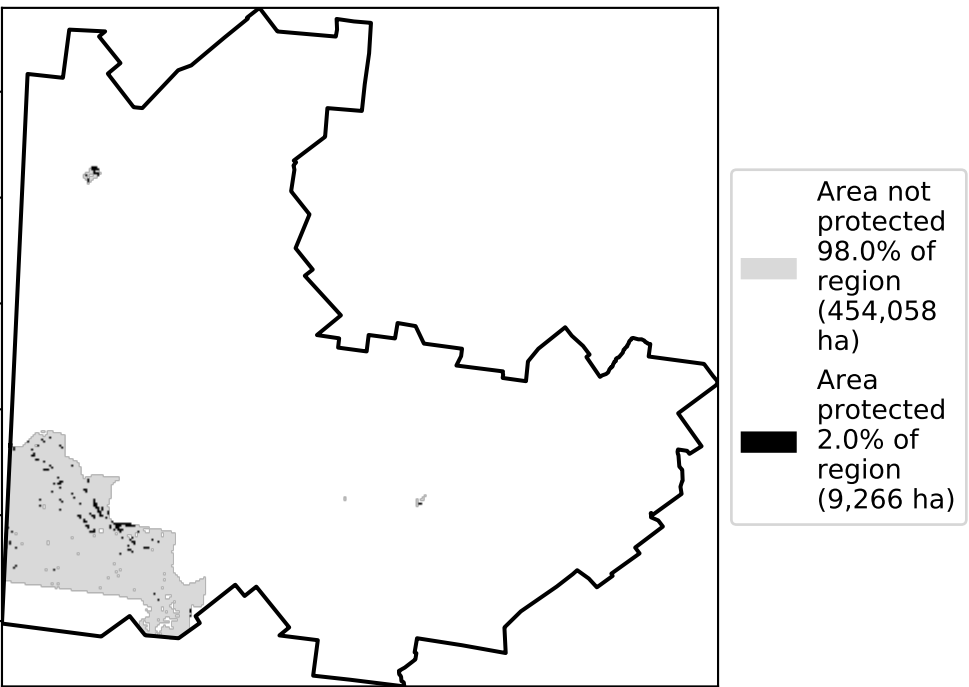 Area not
protected
98.0% of
region
(454,058
ha)
Area
protected
2.0% of
region
(9,266 ha)